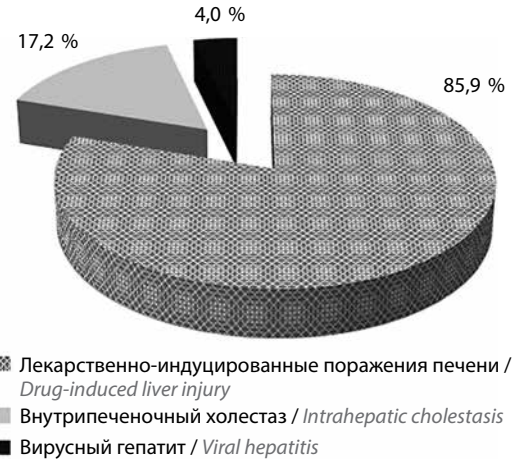 4,0 %
17,2 %
85,9 %
Лекарственно-индуцированные поражения печени /
Drug-induced liver injury
Внутрипеченочный холестаз / Intrahepatic cholestasis
Вирусный гепатит / Viral hepatitis